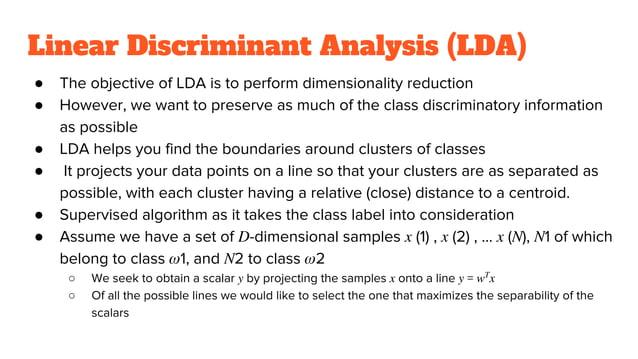 Linear Discriminant Analysis (LDA)
● The objective of LDA is to perform dimensionality reduction
● However, we want to preserve as much of the class discriminatory information
as possible
● LDA helps you find the boundaries around clusters of classes
● It projects your data points on a line so that your clusters are as separated as
possible, with each cluster having a relative (close) distance to a centroid.
● Supervised algorithm as it takes the class label into consideration
● Assume we have a set of 𝐷-dimensional samples 𝑥 (1) , 𝑥 (2) , … 𝑥 (𝑁), 𝑁1 of which
belong to class 𝜔1, and 𝑁2 to class 𝜔2
○ We seek to obtain a scalar 𝑦 by projecting the samples 𝑥 onto a line 𝑦 = 𝑤ᵀ𝑥
○ Of all the possible lines we would like to select the one that maximizes the separability of the
scalars